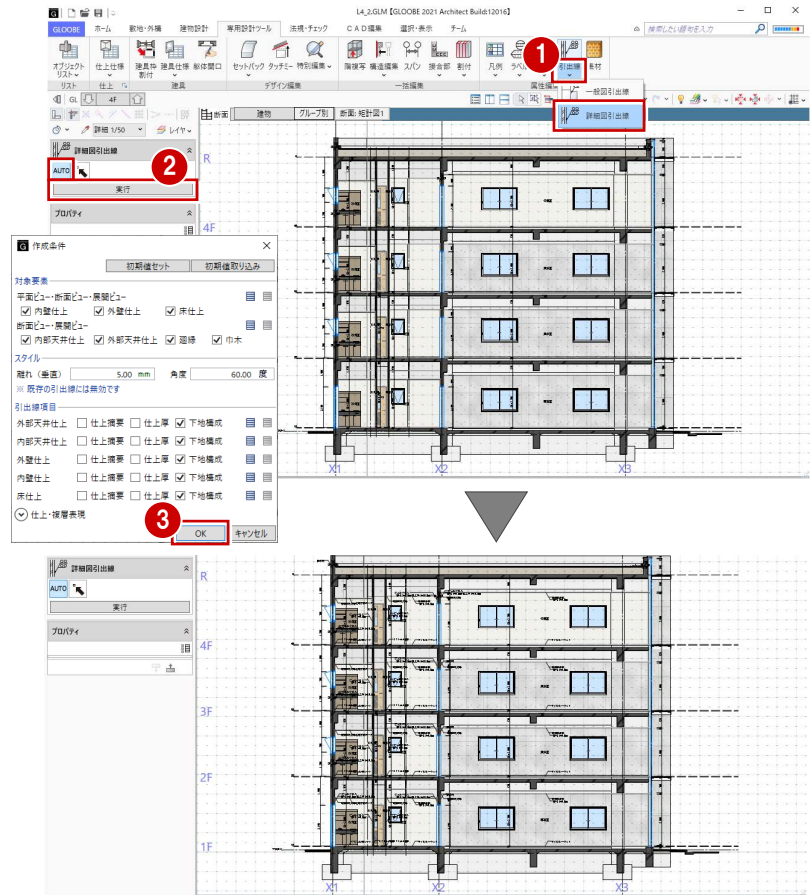 L4_2.GLM【GLOOBE 2021 Architect Build:12016】
GLOOBE ホーム 敷地・外構 建物設計 専用設計ツール 法規・チェック ＣＡＤ編集 選択・表示 チーム 検索したい語句を入力
オブジェクトリスト 仕上仕様 建具枠割付 建具仕様 躯体開口 セットバック タッチミー 特別編集 階複写 構造編集 スパン 接合部 割付 凡例 引出線 素材
リスト 仕上 建具 デザイン編集 一括編集
1
一般図引出線
詳細図引出線
GL 4F
断面 建物 グループ別 断面:矩計図1
詳細 1/50 レイヤ
詳細図引出線
AUTO
2
実行
プロパティ
R
4F
作成条件
初期値セット 初期値取り込み
対象要素
平面ビュー・断面ビュー・展開ビュー
内壁仕上 外壁仕上 床仕上
断面ビュー・展開ビュー
内部天井仕上 外部天井仕上 廻縁 巾木
スタイル
離れ（垂直） 5.00 mm 角度 60.00 度
※ 既存の引出線には無効です
引出線項目
外部天井仕上 仕上摘要 仕上厚 下地構成
内部天井仕上 仕上摘要 仕上厚 下地構成
外壁仕上 仕上摘要 仕上厚 下地構成
内壁仕上 仕上摘要 仕上厚 下地構成
床仕上 仕上摘要 仕上厚 下地構成
仕上・複層表現
3
OK キャンセル
X1 X2 X3
詳細図引出線
AUTO
実行
プロパティ
R
4F
3F
2F
1F
X1 X2 X3